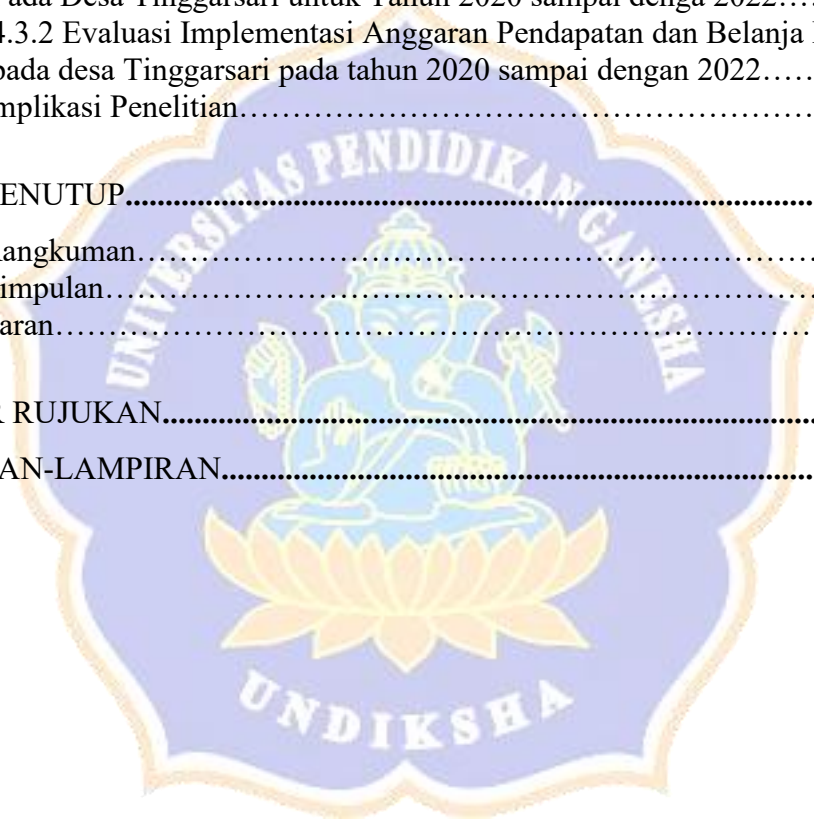 ada Desa Tinggarsari untuk Tahun 2020 sampai denga 2022…..
4.3.2 Evaluasi Implementasi Anggaran Pendapatan dan Belanja
pada desa Tinggarsari pada tahun 2020 sampai dengan 2022……
mplikasi Penelitian………………………………………………
ENUTUP..........................................................................
angkuman……………………………………………………………
impulan………………………………………………………………
aran……………………………………………………………………
RUJUKAN......................................................................
AN-LAMPIRAN...............................................................
UNIVERSITAS PENDIDIKAN GANESHA
UNDIKSHA